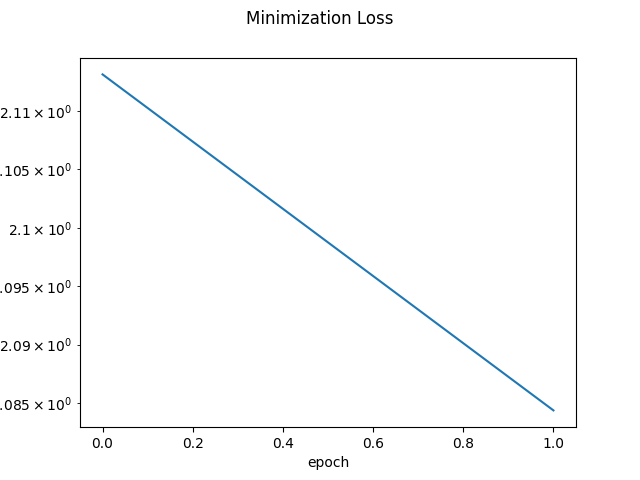 Minimization Loss
2.11 × 10⁰
.105 × 10⁰
2.1 × 10⁰
.095 × 10⁰
2.09 × 10⁰
.085 × 10⁰
0.0 0.2 0.4 0.6 0.8 1.0
epoch